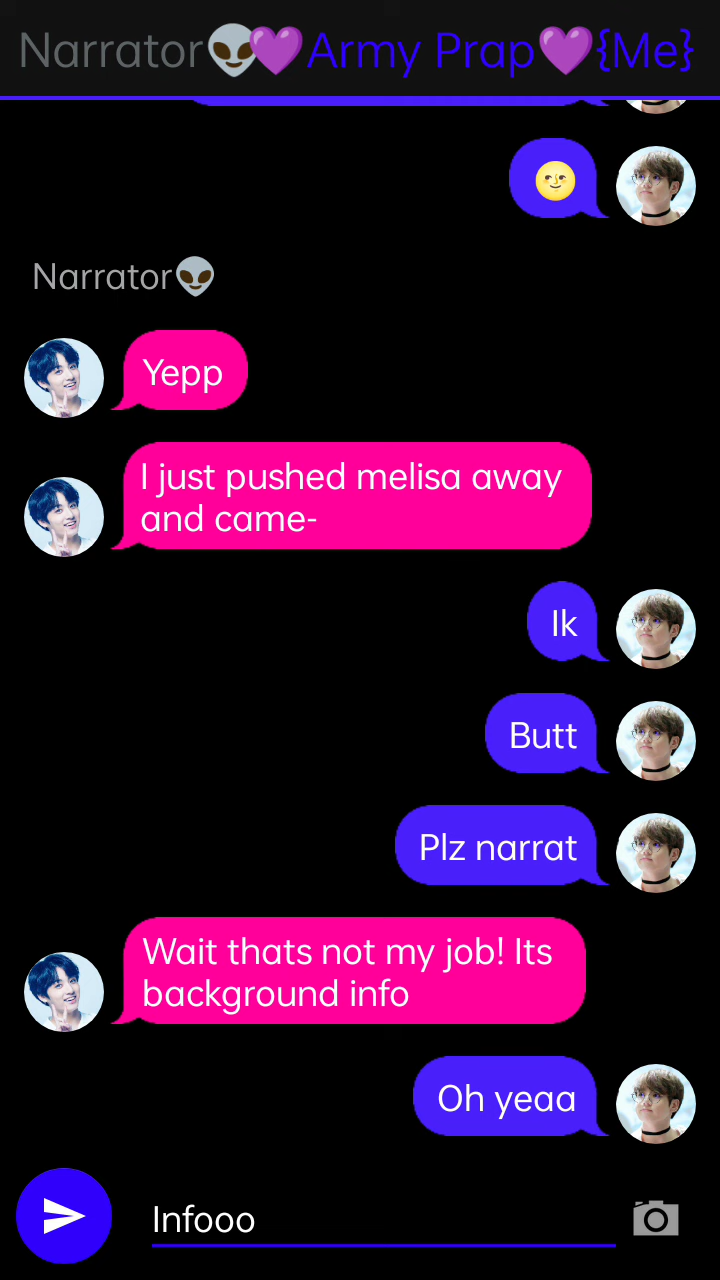 Narrator👽💜Army Prap💜{Me}
🌝
Narrator👽
Yepp
I just pushed melisa away
and came-
Ik
Butt
Plz narrat
Wait thats not my job! Its
background info
Oh yeaa
Infooo